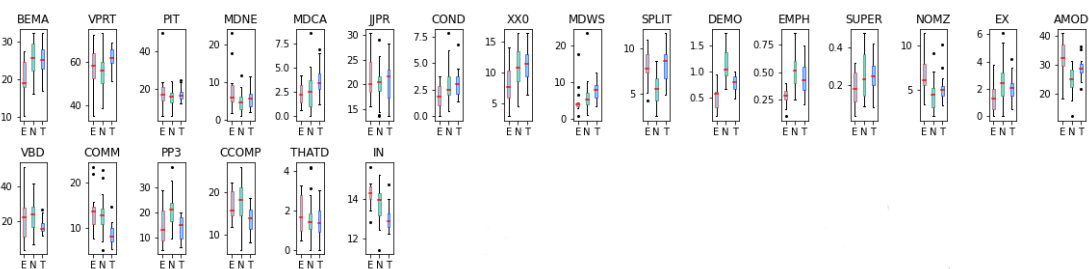 BEMA VPRT PIT MDNE MDCA JJPR COND XX0 MDWS SPLIT DEMO EMPH SUPER NOMZ EX AMOD
30 20 10
60 40
40 20
20 10 0
7.5 5.0 2.5 0.0
30 25 20 15
7.5 5.0 2.5 0.0
15 10 5
20 10 0
10 5
1.5 1.0 0.5
0.75 0.50 0.25
0.4 0.2
10 5
6 4 2 0
40 30 20
E N T E N T E N T E N T E N T E N T E N T E N T E N T E N T E N T E N T E N T E N T E N T E N T
VBD COMM PP3 CCOMP THATD IN
40 20
20 10
30 20 10
20 10
4 2 0
14 12
E N T E N T E N T E N T E N T E N T